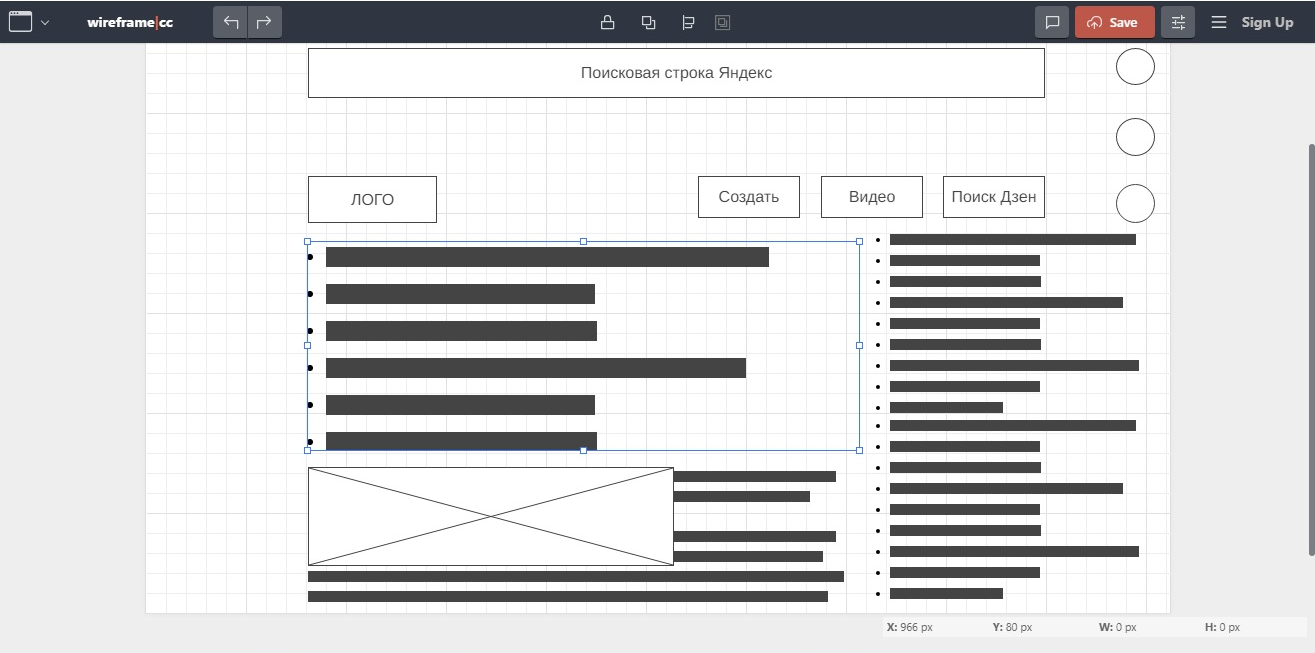 wireframe|cc
Save
Sign Up
Поисковая строка Яндекс
ЛОГО
Создать
Видео
Поиск Дзен
X: 966 px
Y: 80 px
W: 0 px
H: 0 px